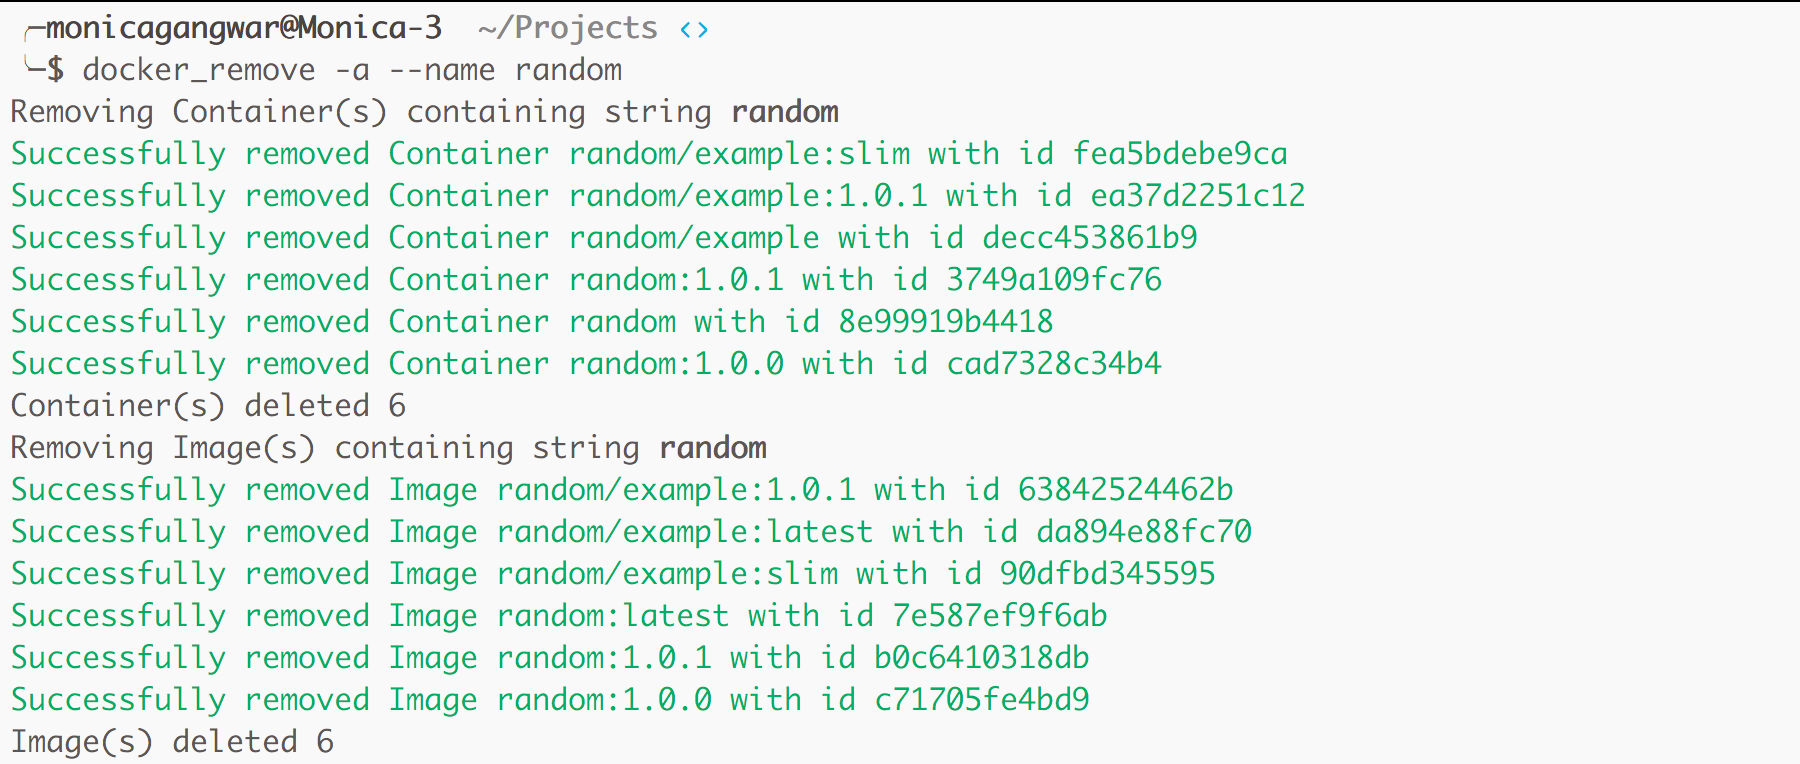 ╭─monicagangwar@Monica-3  ~/Projects ‹›
╰─$ docker_remove -a --name random
Removing Container(s) containing string random
Successfully removed Container random/example:slim with id fea5bdebe9ca
Successfully removed Container random/example:1.0.1 with id ea37d2251c12
Successfully removed Container random/example with id decc453861b9
Successfully removed Container random:1.0.1 with id 3749a109fc76
Successfully removed Container random with id 8e99919b4418
Successfully removed Container random:1.0.0 with id cad7328c34b4
Container(s) deleted 6
Removing Image(s) containing string random
Successfully removed Image random/example:1.0.1 with id 63842524462b
Successfully removed Image random/example:latest with id da894e88fc70
Successfully removed Image random/example:slim with id 90dfbd345595
Successfully removed Image random:latest with id 7e587ef9f6ab
Successfully removed Image random:1.0.1 with id b0c6410318db
Successfully removed Image random:1.0.0 with id c71705fe4bd9
Image(s) deleted 6